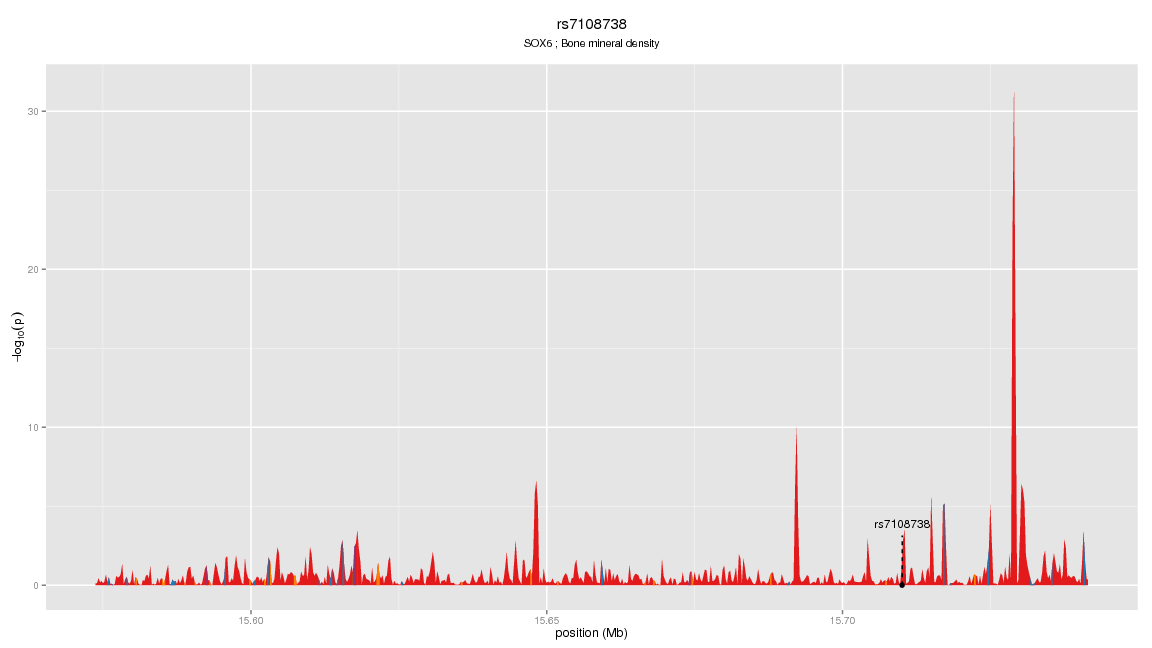 rs7108738
SOX6 ; Bone mineral density
30
20
10
0
−log10(p)
rs7108738
15.60
15.65
15.70
position (Mb)